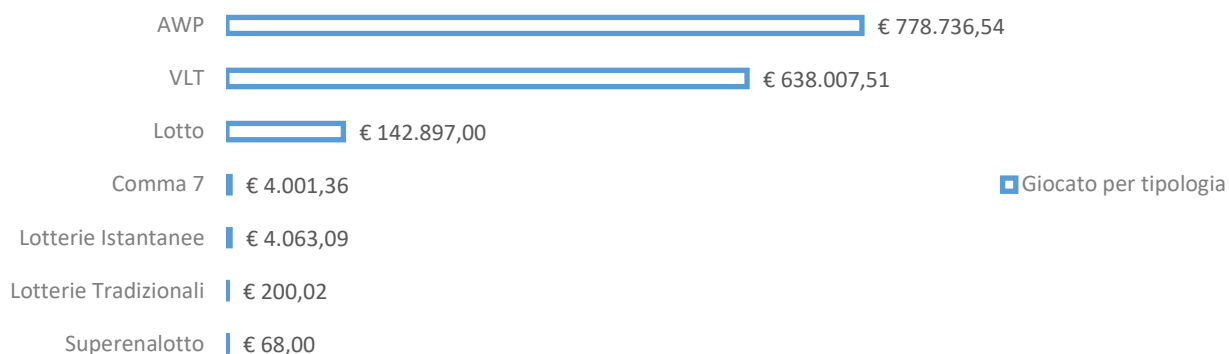 AWP € 778.736,54
VLT € 638.007,51
Lotto € 142.897,00
Comma 7 € 4.001,36
Giocato per tipologia
Lotterie Istantanee € 4.063,09
Lotterie Tradizionali € 200,02
Superenalotto € 68,00